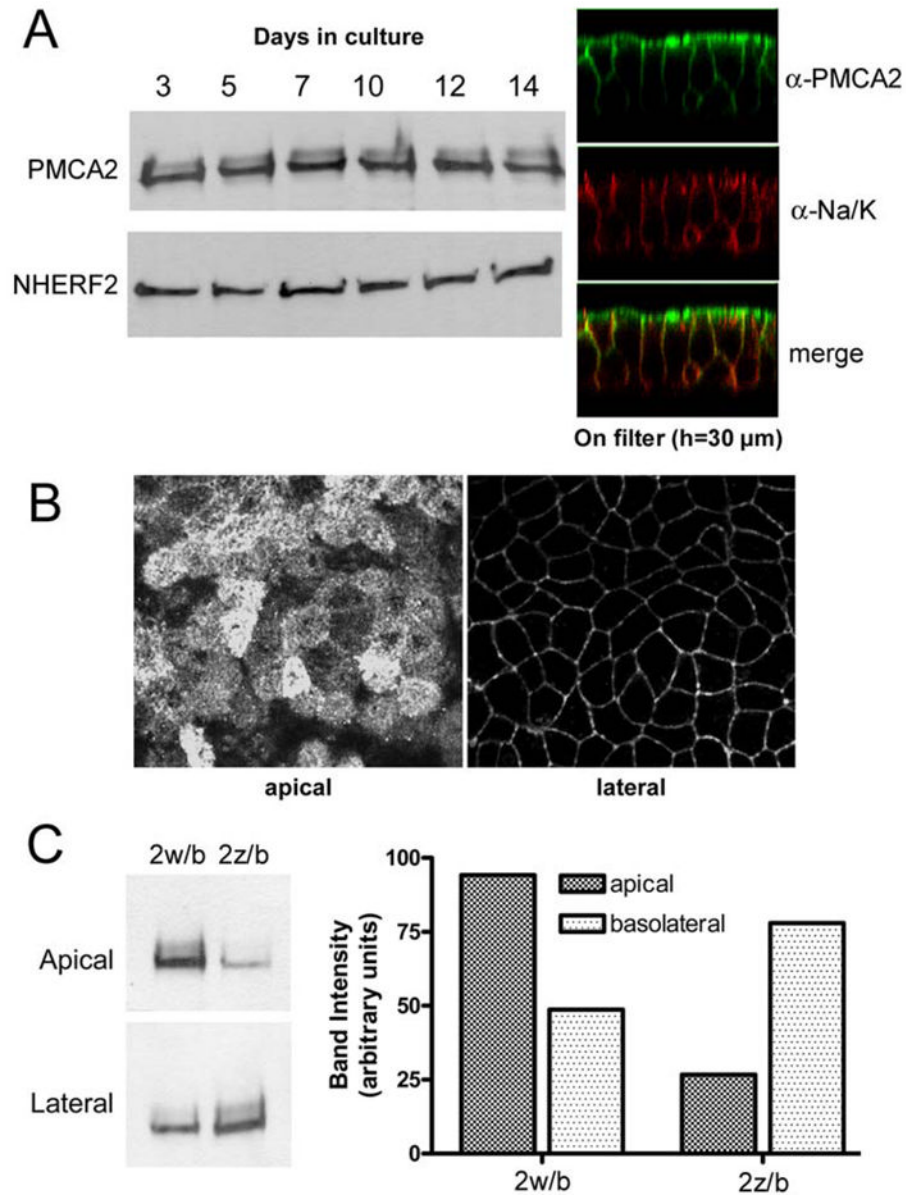 A
Days in culture
3 5 7 10 12 14
PMCA2
NHERF2
α-PMCA2
α-Na/K
merge
On filter (h=30 µm)
B
apical
lateral
C
2w/b 2z/b
Apical
Lateral
Band Intensity
(arbitrary units)
100
75
50
25
0
apical
basolateral
2w/b
2z/b